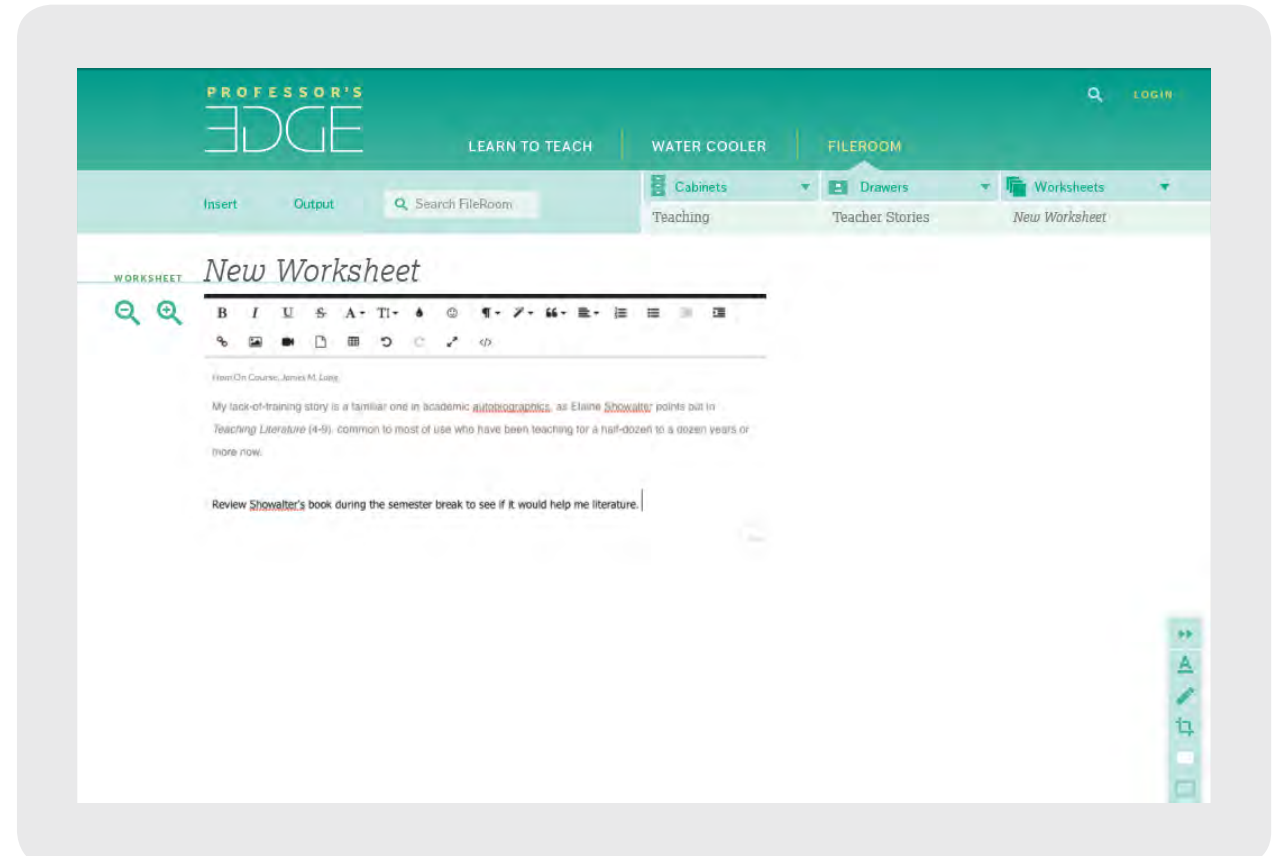 PROFESSOR'S
EDGE
LOGIN
LEARN TO TEACH
WATER COOLER
FILEROOM
Insert
Output
Search FileRoom
Cabinets
Drawers
Worksheets
Teaching
Teacher Stories
New Worksheet
WORKSHEET
New Worksheet
B I U S A TI
From On Course, James M. Lang
My lack-of-training story is a familiar one in academic autobiographics, as Elaine Showalter points out in
Teaching Literature (4-9), common to most of use who have been teaching for a half-dozen to a dozen years or
more now.
Review Showalter's book during the semester break to see if it would help me literature.
A